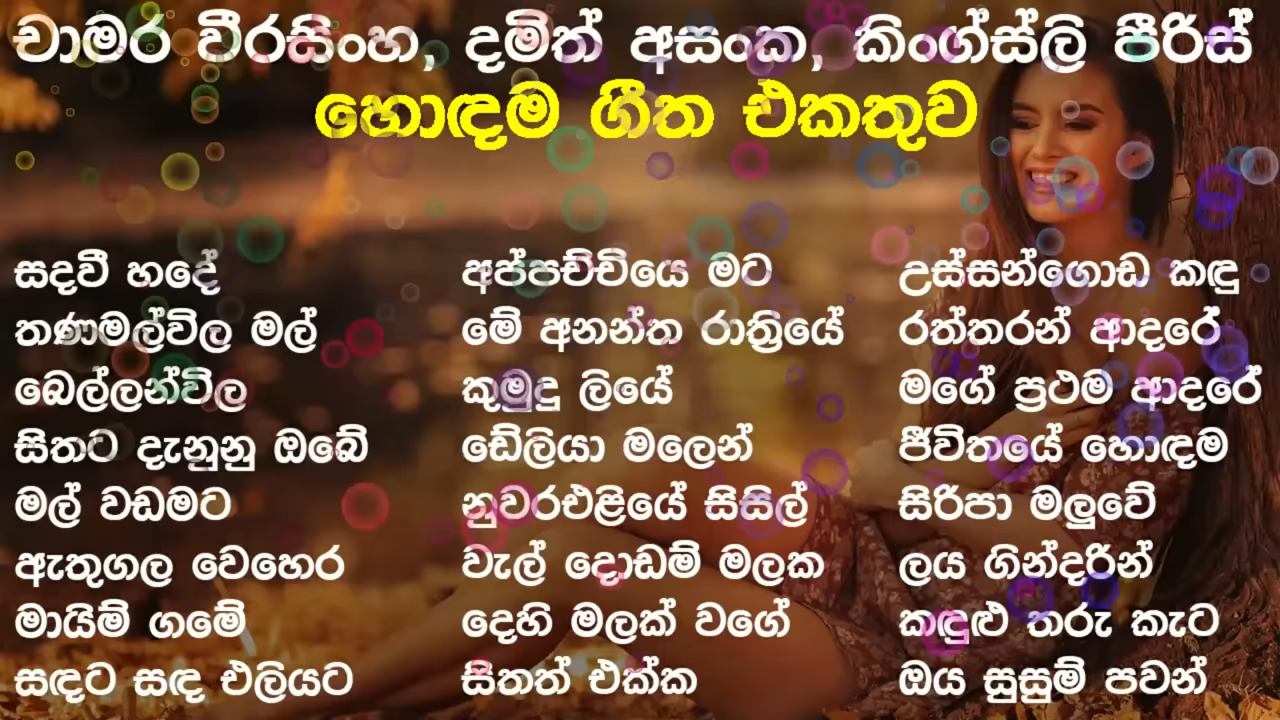 චාමර වීරසිංහ, දමිත් අසංක, කිංග්ස්ලි පීරිස්
හොඳම ගීත එකතුව
සදවී හදේ
තණමල්විල මල්
බෙල්ලන්විල
සිතට දැනුනු ඔබේ
මල් වඩමට
ඇතුගල වෙහෙර
මායිම් ගමේ
සඳට සඳ එලියට
අප්පච්චියෙ මට
මේ අනන්ත රාත්‍රියේ
කුමුදු ලියේ
ඩේලියා මලෙන්
නුවරඑළියේ සිසිල්
වැල් දොඩම් මලක
දෙහි මලක් වගේ
සිතත් එක්ක
උස්සන්ගොඩ කඳු
රත්තරන් ආදරේ
මගේ ප්‍රථම ආදරේ
ජීවිතයේ හොඳම
සිරිපා මලුවේ
ලය ගින්දරින්
කඳුළු තරු කැට
ඔය සුසුම් පවන්